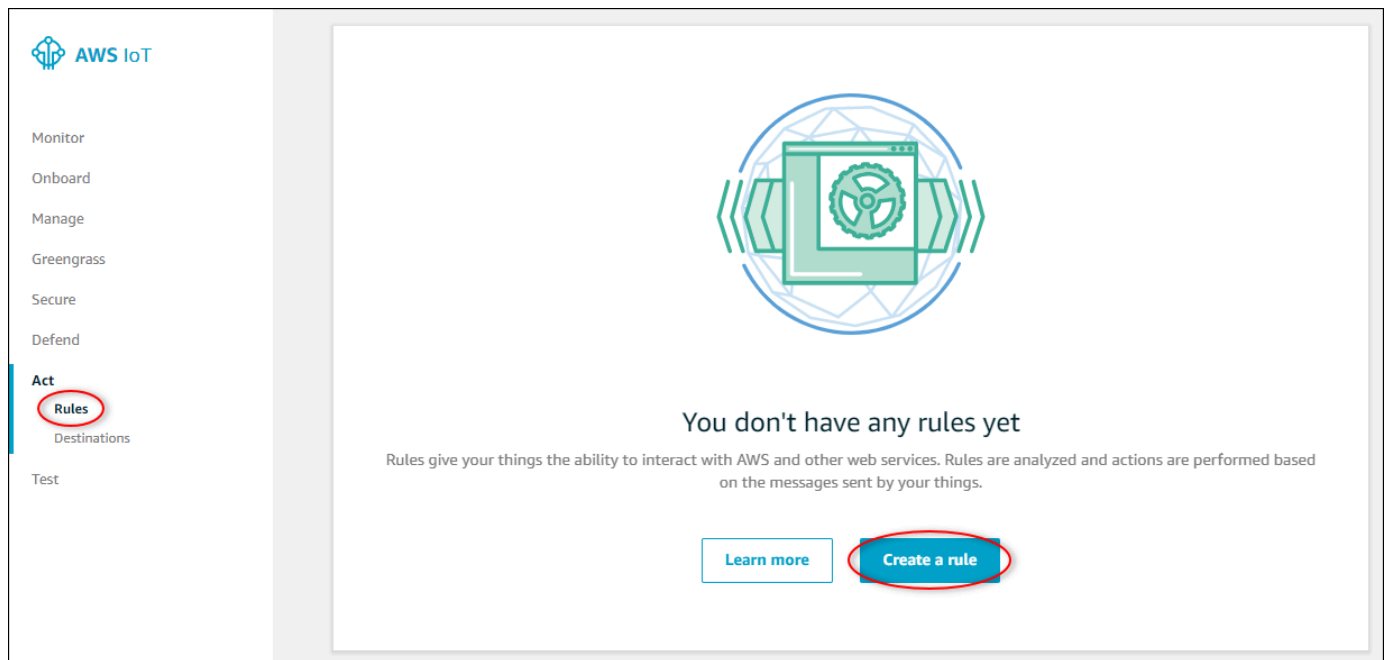 AWS IoT
Monitor
Onboard
Manage
Greengrass
Secure
Defend
Act
Rules
Destinations
Test
You don't have any rules yet
Rules give your things the ability to interact with AWS and other web services. Rules are analyzed and actions are performed based
on the messages sent by your things.
Learn more
Create a rule